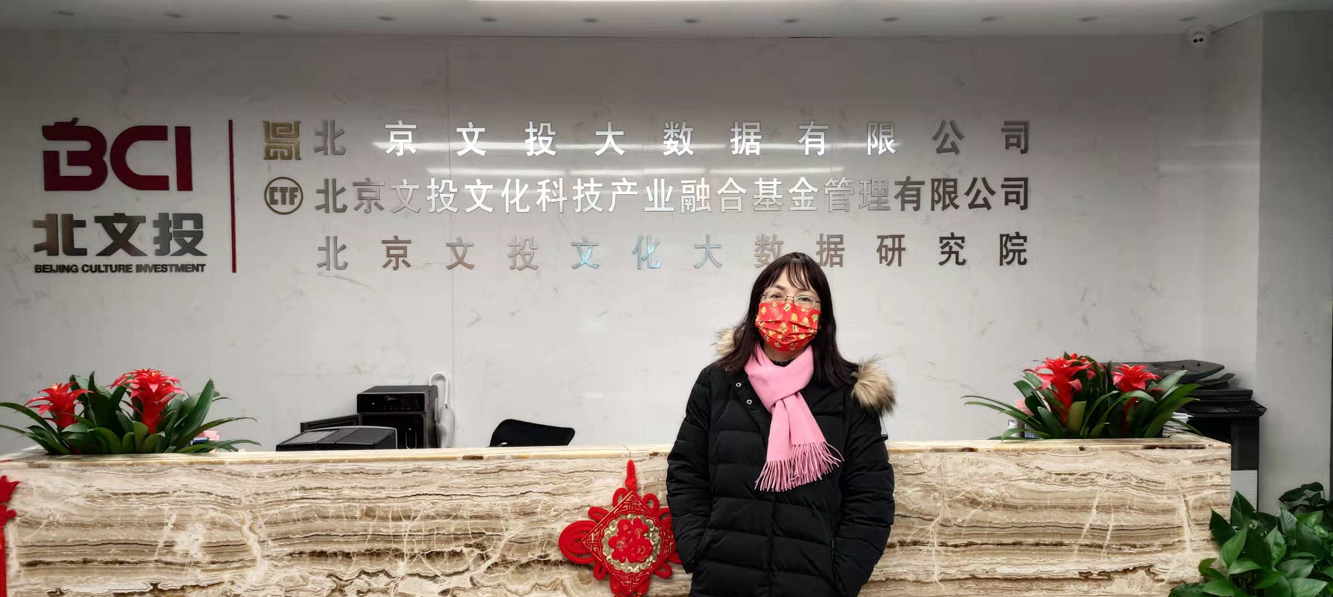 BCI
北文投
BEIJING CULTURE INVESTMENT
北京文投大数据有限公司
CTF
北京文投文化科技产业融合基金管理有限公司
北京文投文化大数据研究院
Midea